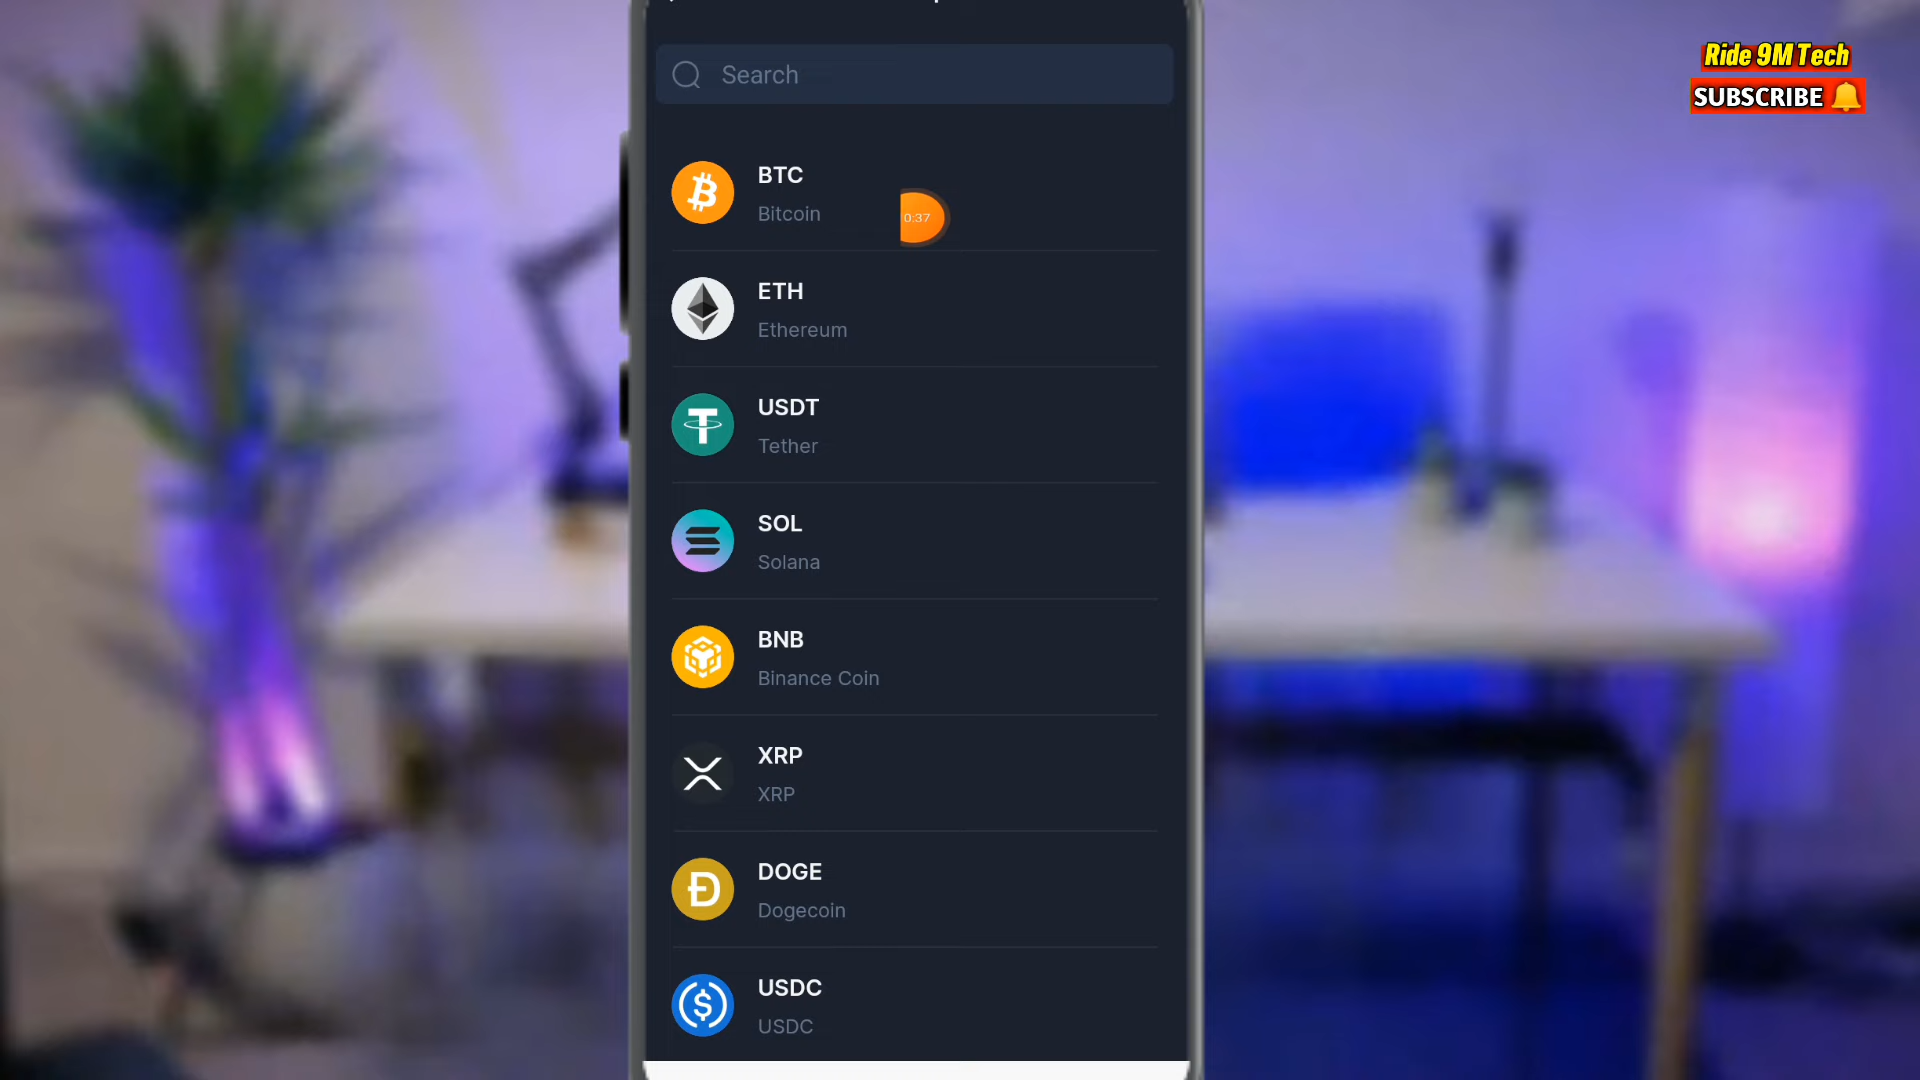 Ride 9M Tech
SUBSCRIBE
Search
BTC
Bitcoin
0:37
ETH
Ethereum
USDT
Tether
SOL
Solana
BNB
Binance Coin
XRP
XRP
DOGE
Dogecoin
USDC
USDC